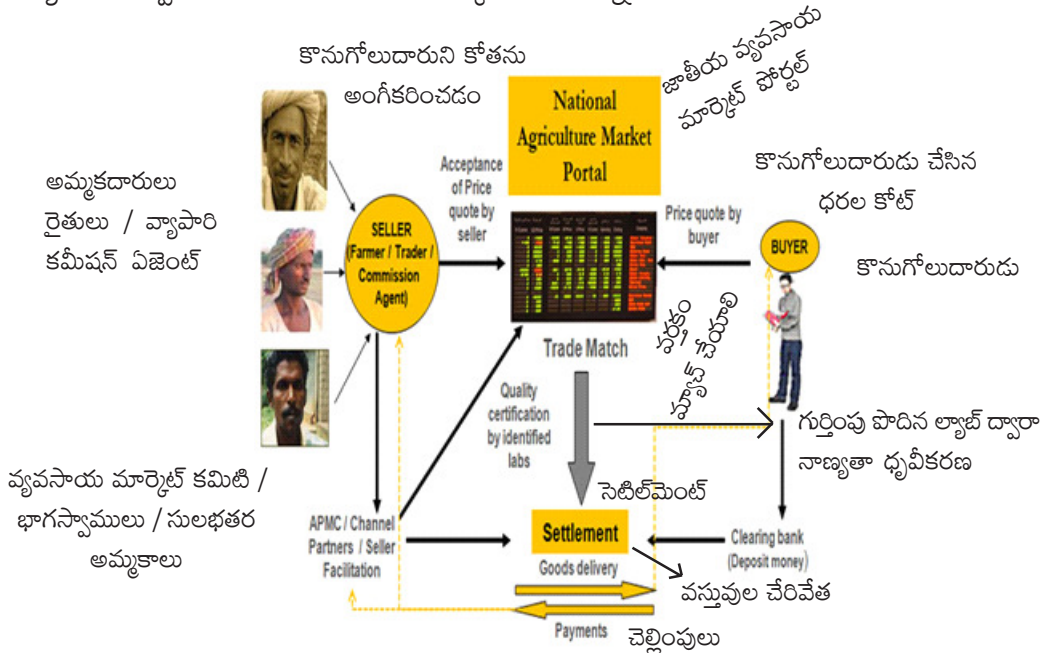 కొనుగోలుదారుని కోతను
అంగీకరించడం
జాతీయ వ్యవసాయ
మార్కెట్ పోర్టల్
National
Agriculture Market
Portal
Acceptance
of Price
quote by
seller
Price quote by
buyer
కొనుగోలుదారుడు చేసిన
ధరల కోట్
అమ్మకదారులు
రైతులు / వ్యాపారి
కమీషన్ ఏజెంట్
SELLER
(Farmer / Trader /
Commission
Agent)
BUYER
కొనుగోలుదారుడు
Trade Match
Quality
certification
by identified
labs
గుర్తింపు పొదిన ల్యాబ్ ద్వారా
నాణ్యతా ధృవీకరణ
వ్యవసాయ మార్కెట్ కమిటి /
భాగస్వాములు / సులభతర
అమ్మకాలు
సెటిల్‌మెంట్
APMC / Channel
Partners / Seller
Facilitation
Settlement
Goods delivery
Clearing bank
(Deposit money)
వస్తువుల చేరివేత
Payments
చెల్లింపులు